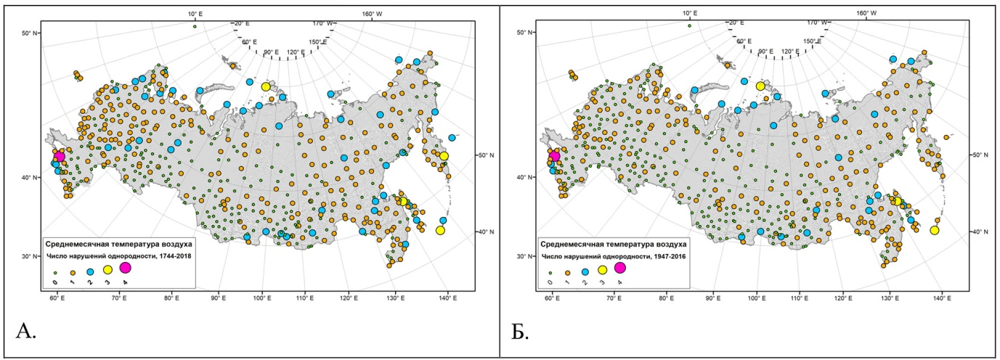 10° E
160° W
20° E
170° W
50° N
60° E
150° E
90° E
120° E
50° N
40° N
40° N
30° N
Среднемесячная температура воздуха
Число нарушений однородности, 1744-2018
0 1 2 3 4
60° E 70° E 80° E 90° E 100° E 110° E 120° E 130° E 140° E
А.
10° E
160° W
20° E
170° W
50° N
60° E
150° E
90° E
120° E
50° N
40° N
40° N
30° N
Среднемесячная температура воздуха
Число нарушений однородности, 1947-2016
0 1 2 3 4
60° E 70° E 80° E 90° E 100° E 110° E 120° E 130° E 140° E
Б.